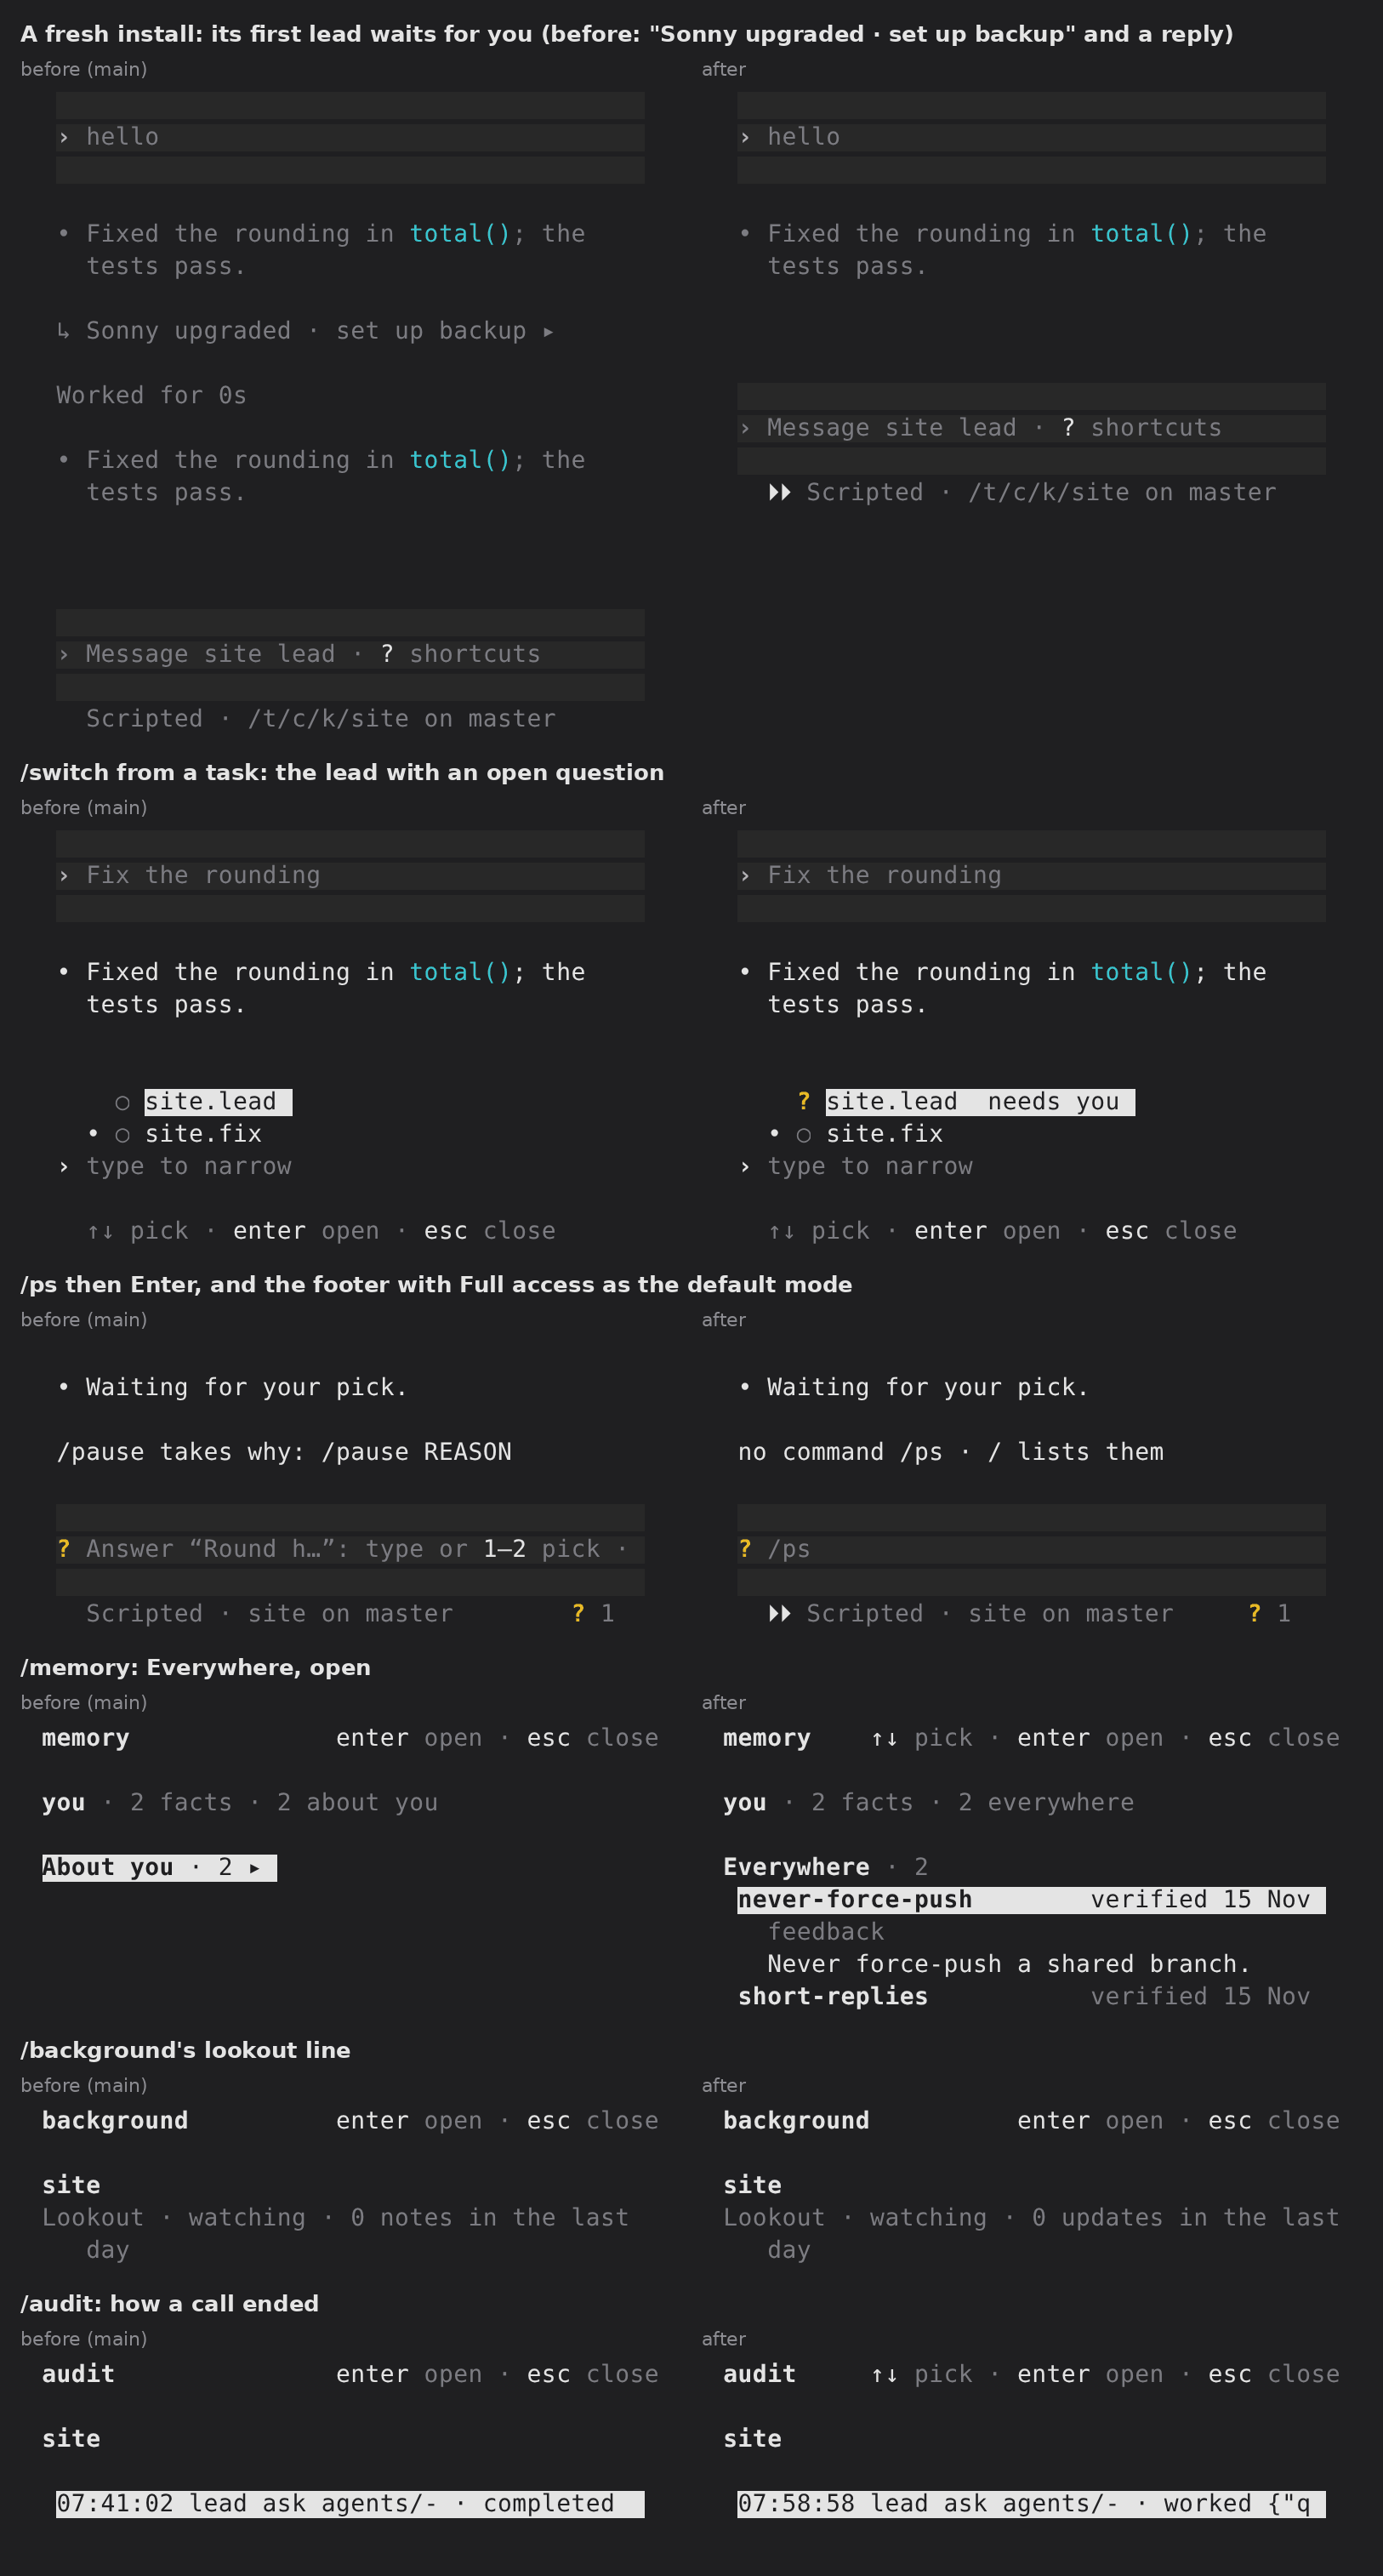 A fresh install: its first lead waits for you (before: "Sonny upgraded · set up backup" and a reply)
before (main)
› hello
• Fixed the rounding in total(); the
tests pass.
↳ Sonny upgraded · set up backup ▸
Worked for 0s
• Fixed the rounding in total(); the
tests pass.
› Message site lead · ? shortcuts
Scripted · /t/c/k/site on master
after
› hello
• Fixed the rounding in total(); the
tests pass.
› Message site lead · ? shortcuts
⏵⏵ Scripted · /t/c/k/site on master
/switch from a task: the lead with an open question
before (main)
› Fix the rounding
• Fixed the rounding in total(); the
tests pass.
○ site.lead
• ○ site.fix
› type to narrow
↑↓ pick · enter open · esc close
after
› Fix the rounding
• Fixed the rounding in total(); the
tests pass.
? site.lead  needs you
• ○ site.fix
› type to narrow
↑↓ pick · enter open · esc close
/ps then Enter, and the footer with Full access as the default mode
before (main)
• Waiting for your pick.
/pause takes why: /pause REASON
? Answer “Round h…”: type or 1–2 pick ·
Scripted · site on master ? 1
after
• Waiting for your pick.
no command /ps · / lists them
? /ps
⏵⏵ Scripted · site on master ? 1
/memory: Everywhere, open
before (main)
memory enter open · esc close
you · 2 facts · 2 about you
About you · 2 ▸
after
memory ↑↓ pick · enter open · esc close
you · 2 facts · 2 everywhere
Everywhere · 2
never-force-push verified 15 Nov
feedback
Never force-push a shared branch.
short-replies verified 15 Nov
/background's lookout line
before (main)
background enter open · esc close
site
Lookout · watching · 0 notes in the last
day
after
background enter open · esc close
site
Lookout · watching · 0 updates in the last
day
/audit: how a call ended
before (main)
audit enter open · esc close
site
07:41:02 lead ask agents/- · completed
after
audit ↑↓ pick · enter open · esc close
site
07:58:58 lead ask agents/- · worked {"q